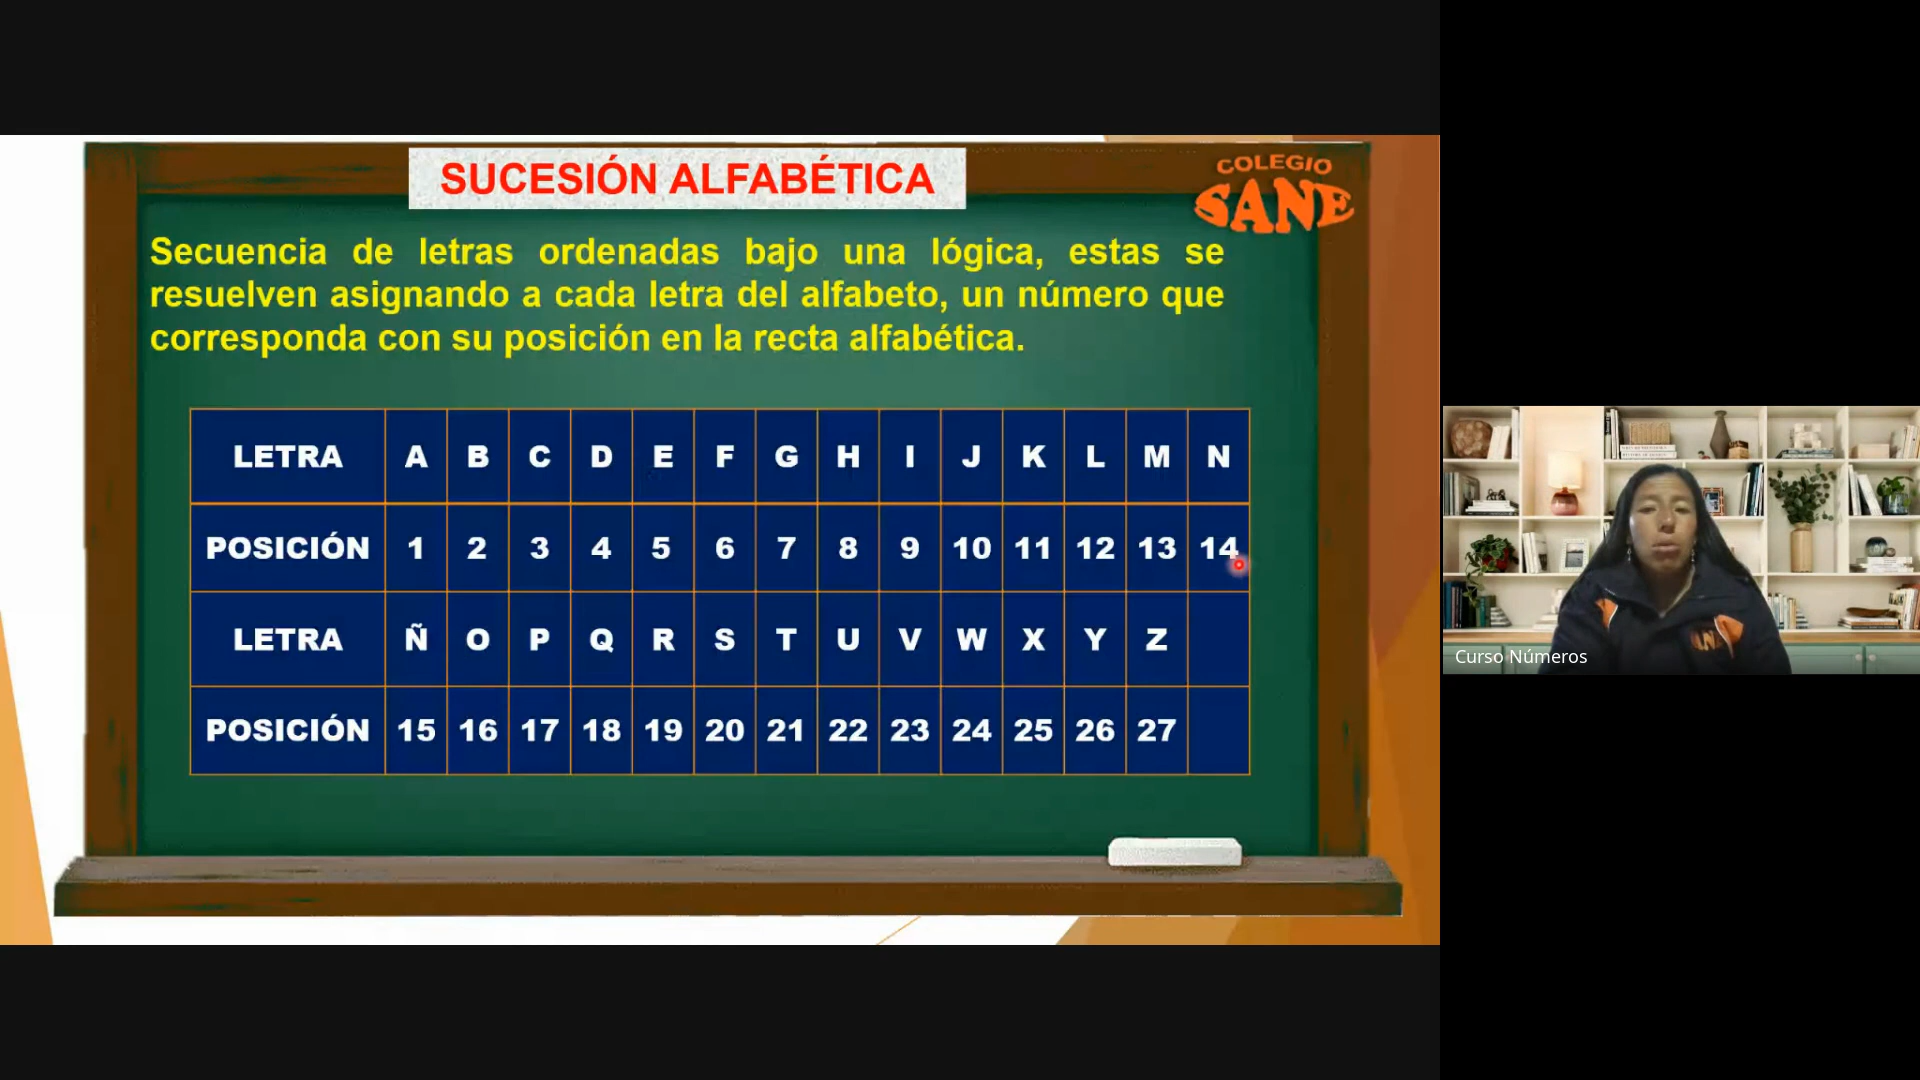 SUCESIÓN ALFABÉTICA
COLEGIO
SANE
Secuencia de letras ordenadas bajo una lógica, estas se
resuelven asignando a cada letra del alfabeto, un número que
corresponda con su posición en la recta alfabética.
LETRA A B C D E F G H I J K L M N
POSICIÓN 1 2 3 4 5 6 7 8 9 10 11 12 13 14
LETRA Ñ O P Q R S T U V W X Y Z
POSICIÓN 15 16 17 18 19 20 21 22 23 24 25 26 27
Curso Números